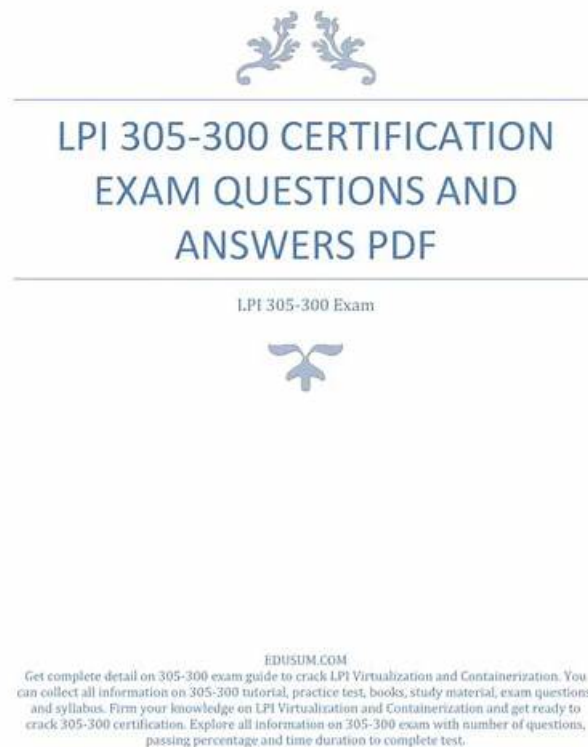 LPI 305-300 CERTIFICATION
EXAM QUESTIONS AND
ANSWERS PDF
LPI 305-300 Exam
EDUSUM.COM
Get complete detail on 305-300 exam guide to crack LPI Virtualization and Containerization. You
can collect all information on 305-300 tutorial, practice test, books, study material, exam questions,
and syllabus. Firm your knowledge on LPI Virtualization and Containerization and get ready to
crack 305-300 certification. Explore all information on 305-300 exam with number of questions,
passing percentage and time duration to complete test.